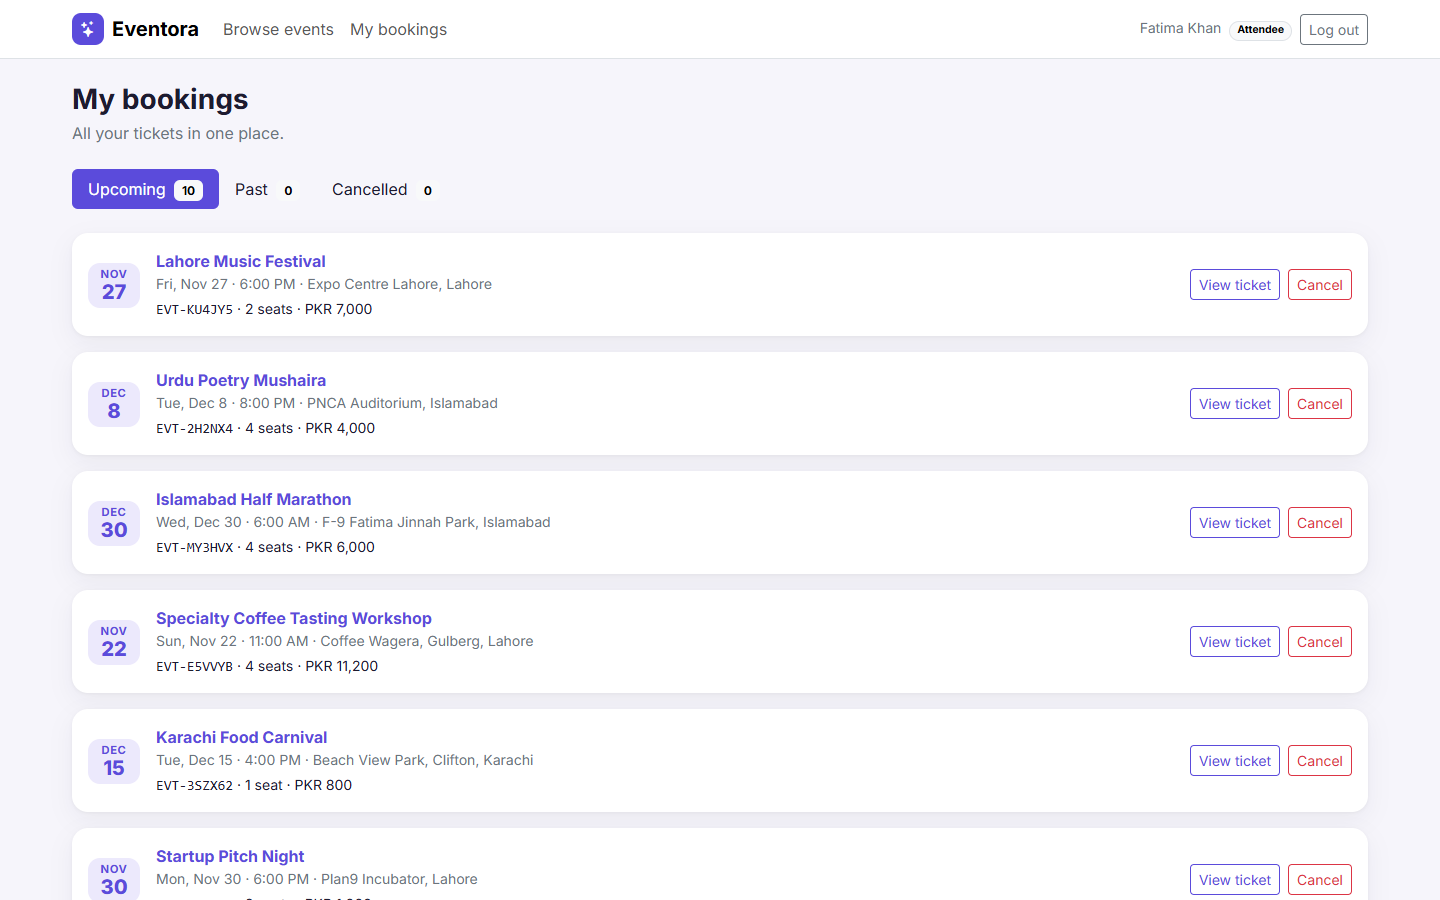 Eventora
Browse events
My bookings
Fatima Khan
Attendee
Log out
My bookings
All your tickets in one place.
Upcoming 10
Past 0
Cancelled 0
NOV
27
Lahore Music Festival
Fri, Nov 27 · 6:00 PM · Expo Centre Lahore, Lahore
EVT-KU4JY5 · 2 seats · PKR 7,000
View ticket
Cancel
DEC
8
Urdu Poetry Mushaira
Tue, Dec 8 · 8:00 PM · PNCA Auditorium, Islamabad
EVT-2H2NX4 · 4 seats · PKR 4,000
View ticket
Cancel
DEC
30
Islamabad Half Marathon
Wed, Dec 30 · 6:00 AM · F-9 Fatima Jinnah Park, Islamabad
EVT-MY3HVX · 4 seats · PKR 6,000
View ticket
Cancel
NOV
22
Specialty Coffee Tasting Workshop
Sun, Nov 22 · 11:00 AM · Coffee Wagera, Gulberg, Lahore
EVT-E5VVYB · 4 seats · PKR 11,200
View ticket
Cancel
DEC
15
Karachi Food Carnival
Tue, Dec 15 · 4:00 PM · Beach View Park, Clifton, Karachi
EVT-3SZX62 · 1 seat · PKR 800
View ticket
Cancel
NOV
30
Startup Pitch Night
Mon, Nov 30 · 6:00 PM · Plan9 Incubator, Lahore
View ticket
Cancel